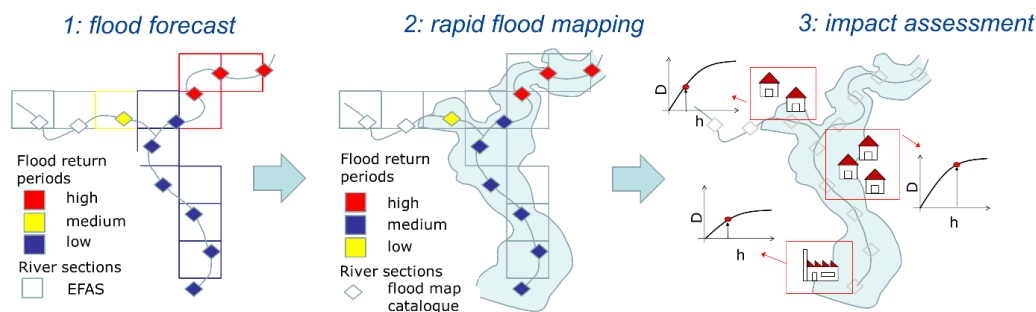 1: flood forecast
Flood return
periods
high
medium
low
River sections
EFAS
2: rapid flood mapping
Flood return
periods
high
medium
low
River sections
flood map
catalogue
3: impact assessment
D
h
D
h
D
h